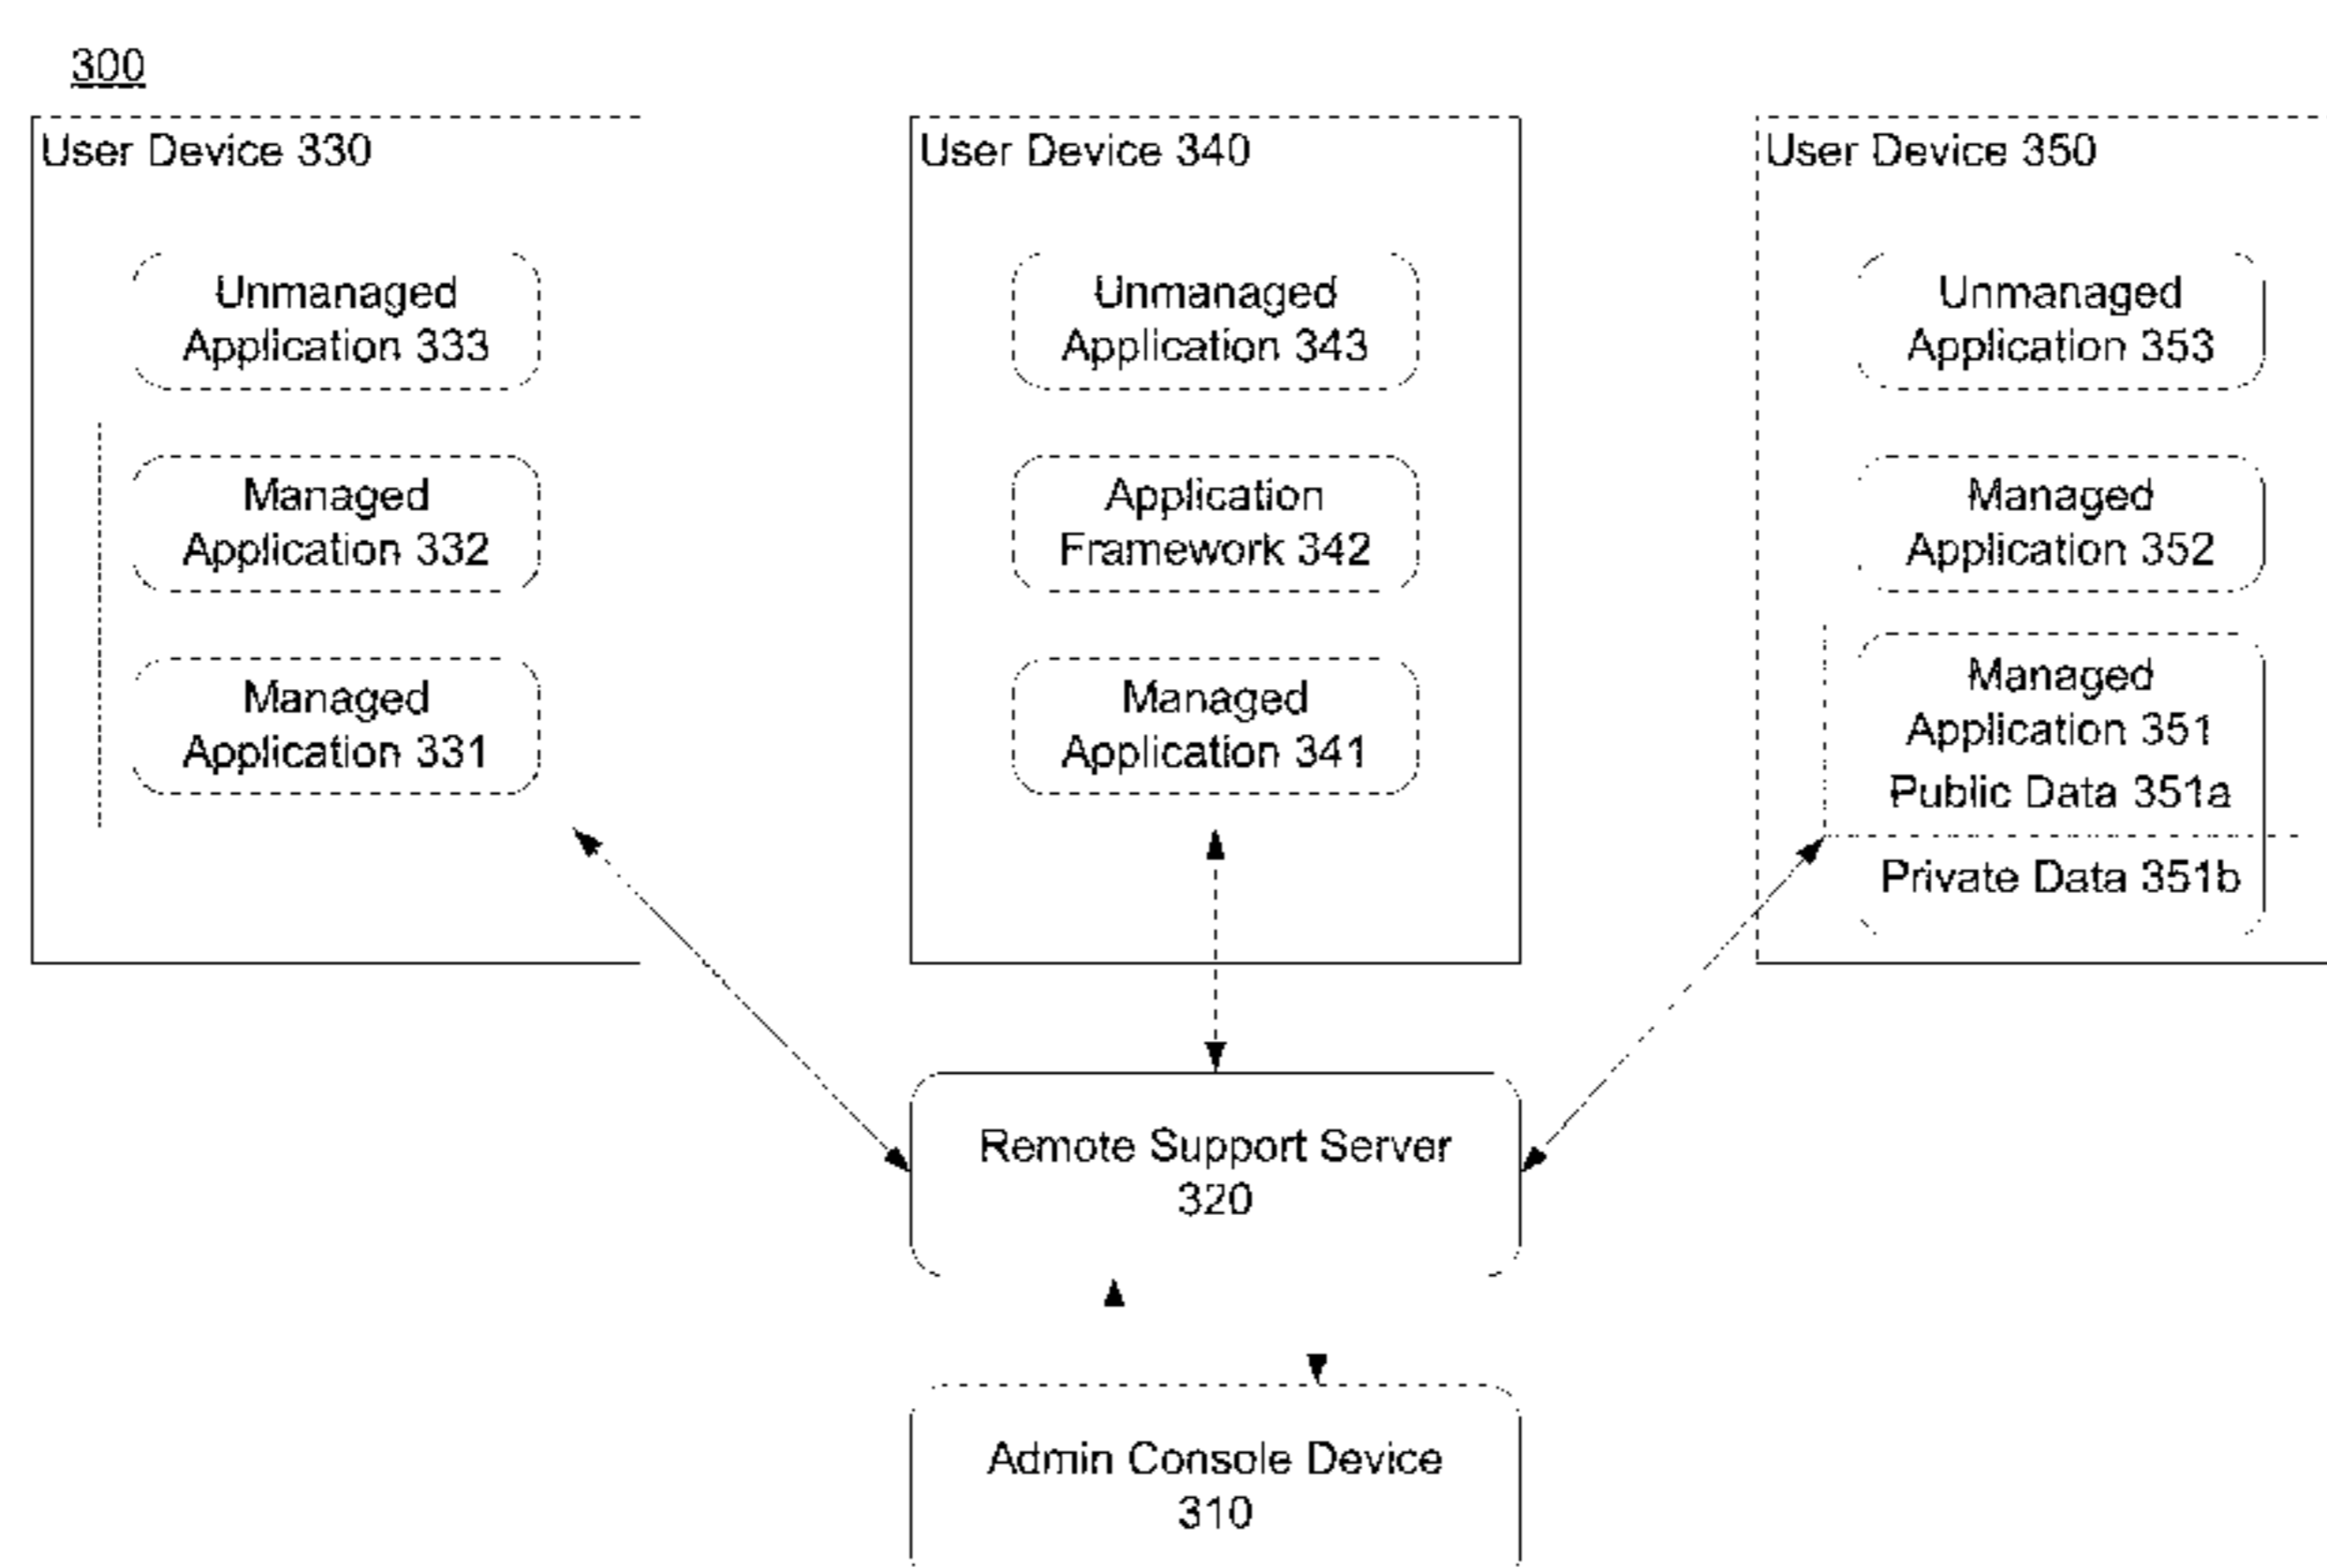 300
User Device 330
Unmanaged
Application 333
Managed
Application 332
Managed
Application 331
User Device 340
Unmanaged
Application 343
Application
Framework 342
Managed
Application 341
User Device 350
Unmanaged
Application 353
Managed
Application 352
Managed
Application 351
Public Data 351a
Private Data 351b
Remote Support Server
320
Admin Console Device
310